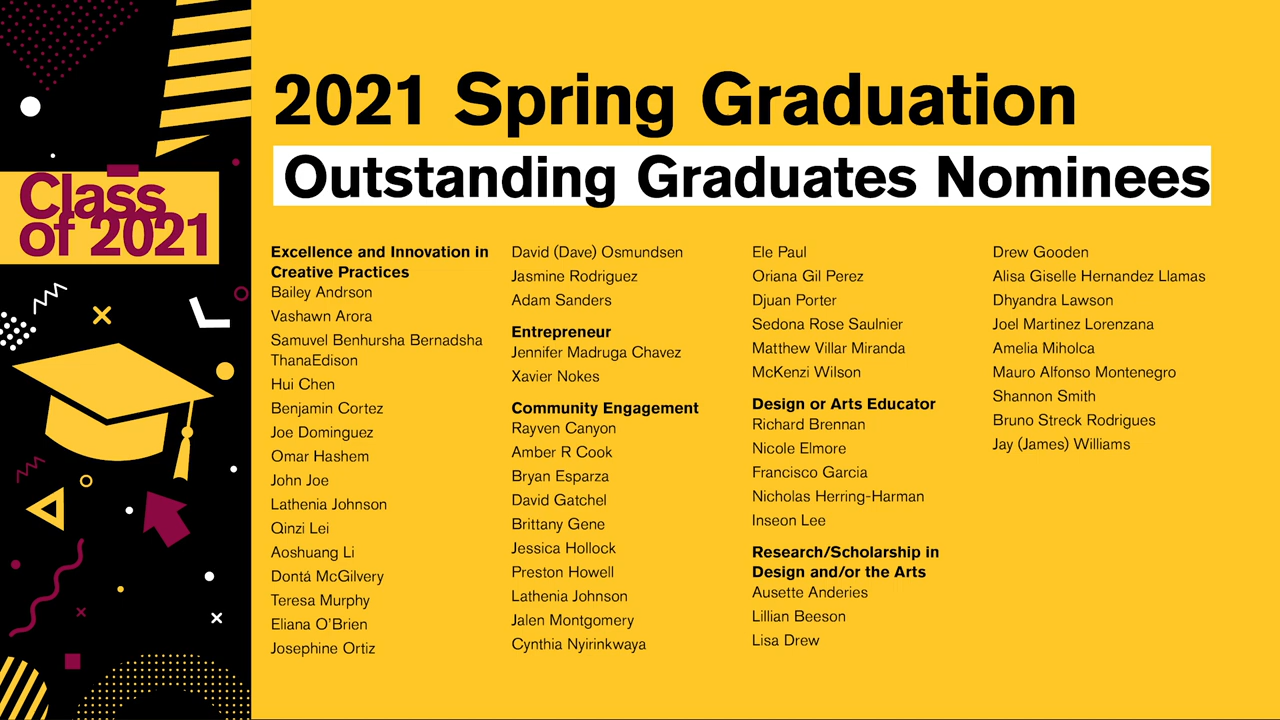 Class
of 2021
2021 Spring Graduation
Outstanding Graduates Nominees
Excellence and Innovation in
Creative Practices
Bailey Andrson
Vashawn Arora
Samuvel Benhursha Bernadsha
ThanaEdison
Hui Chen
Benjamin Cortez
Joe Dominguez
Omar Hashem
John Joe
Lathenia Johnson
Qinzi Lei
Aoshuang Li
Dontá McGilvery
Teresa Murphy
Eliana O'Brien
Josephine Ortiz
David (Dave) Osmundsen
Jasmine Rodriguez
Adam Sanders
Entrepreneur
Jennifer Madruga Chavez
Xavier Nokes
Community Engagement
Rayven Canyon
Amber R Cook
Bryan Esparza
David Gatchel
Brittany Gene
Jessica Hollock
Preston Howell
Lathenia Johnson
Jalen Montgomery
Cynthia Nyirinkwaya
Ele Paul
Oriana Gil Perez
Djuan Porter
Sedona Rose Saulnier
Matthew Villar Miranda
McKenzi Wilson
Design or Arts Educator
Richard Brennan
Nicole Elmore
Francisco Garcia
Nicholas Herring-Harman
Inseon Lee
Research/Scholarship in
Design and/or the Arts
Ausette Anderies
Lillian Beeson
Lisa Drew
Drew Gooden
Alisa Giselle Hernandez Llamas
Dhyandra Lawson
Joel Martinez Lorenzana
Amelia Miholca
Mauro Alfonso Montenegro
Shannon Smith
Bruno Streck Rodrigues
Jay (James) Williams